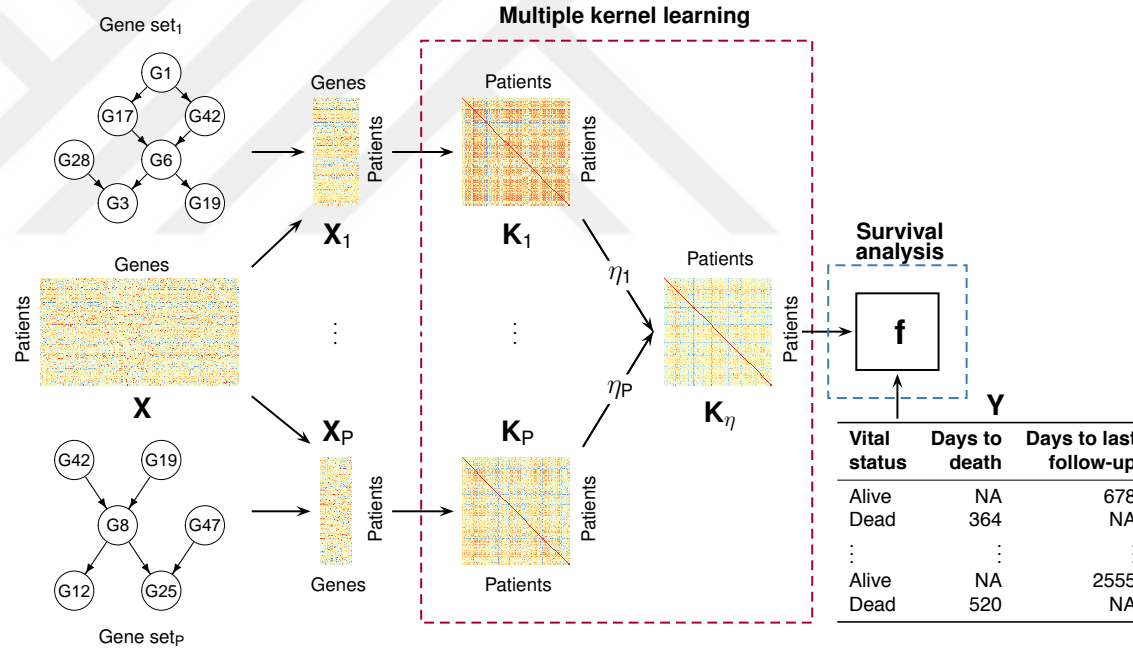 Multiple kernel learning
Gene set1
G1
G17
G42
G28
G6
G3
G19
Genes
Patients
X1
Patients
Patients
K1
Genes
Patients
X
⋮
⋮
η1
ηP
Patients
Patients
Kη
Survival
analysis
f
G42
G19
G8
G47
G12
G25
Gene setP
XP
Patients
Genes
KP
Patients
Patients
Y
Vital Days to Days to last
status death follow-up
Alive NA 678
Dead 364 NA
⋮ ⋮ ⋮
Alive NA 2555
Dead 520 NA